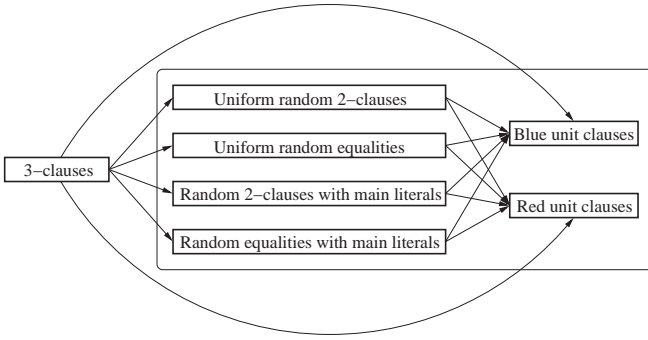 Uniform random 2−clauses
Blue unit clauses
Uniform random equalities
3−clauses
Random 2−clauses with main literals
Red unit clauses
Random equalities with main literals